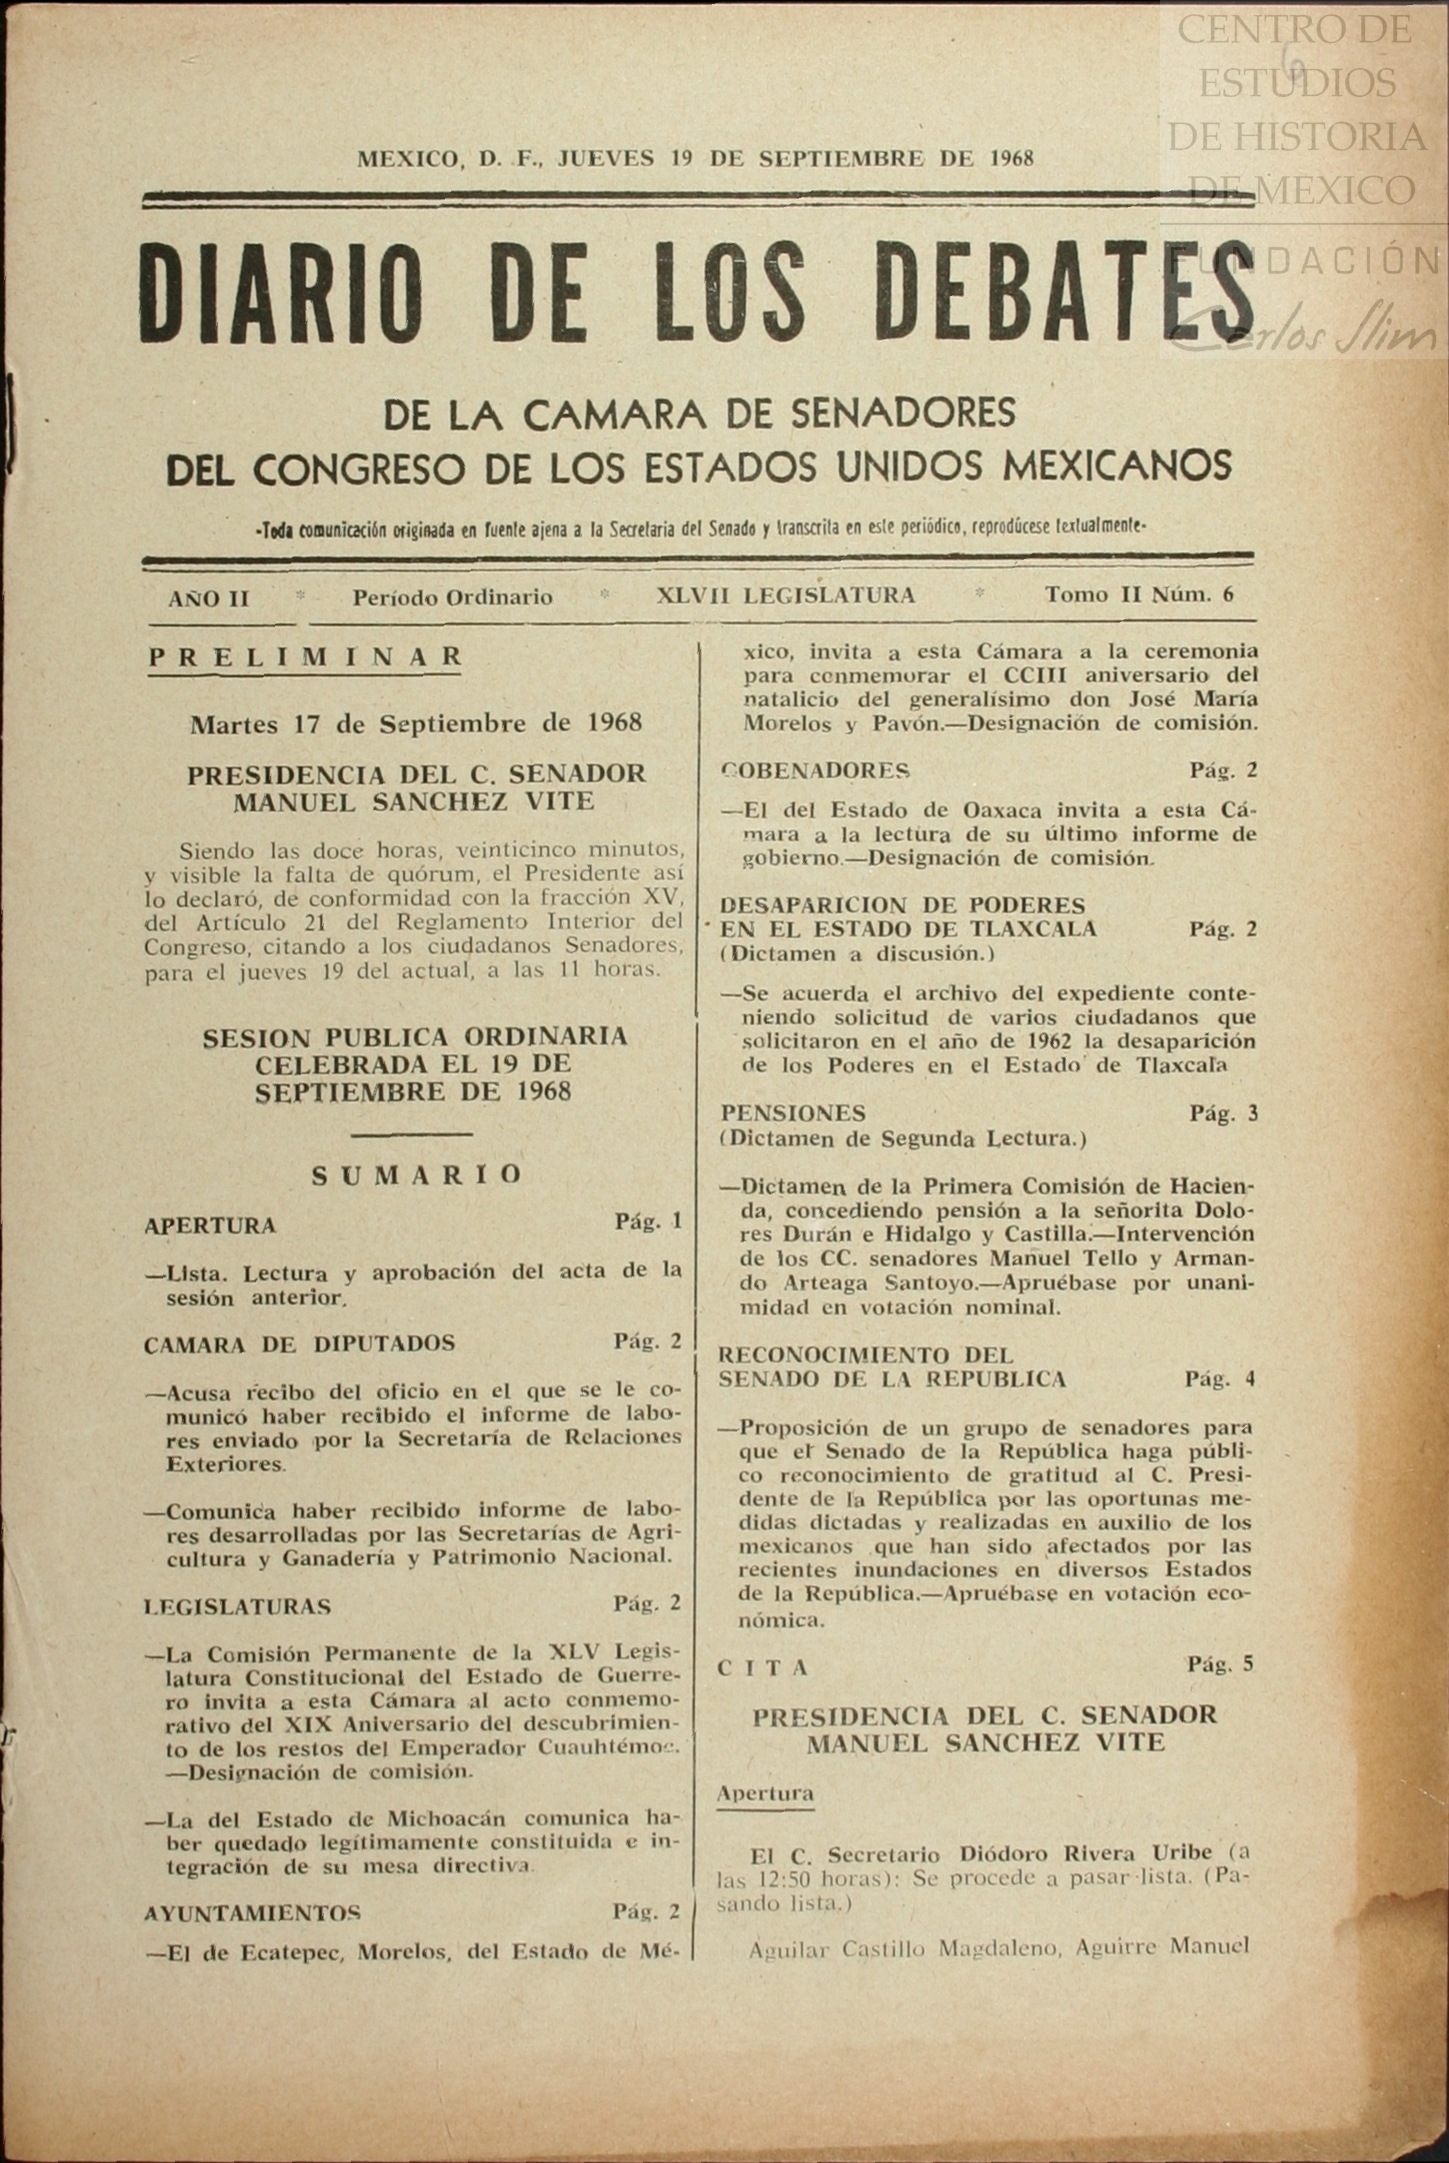 CENTRO DE
ESTUDIOS
DE HISTORIA
DE MEXICO
FUNDACIÓN
Carlos Slim
MEXICO, D. F., JUEVES 19 DE SEPTIEMBRE DE 1968
DIARIO DE LOS DEBATES
DE LA CAMARA DE SENADORES
DEL CONGRESO DE LOS ESTADOS UNIDOS MEXICANOS
-Toda comunicación originada en fuente ajena a la Secretaria del Senado y transcrita en este periódico, reprodúcese textualmente-
AÑO II * Período Ordinario * XLVII LEGISLATURA * Tomo II Núm. 6
PRELIMINAR
Martes 17 de Septiembre de 1968
PRESIDENCIA DEL C. SENADOR
MANUEL SANCHEZ VITE
Siendo las doce horas, veinticinco minutos,
y visible la falta de quórum, el Presidente así
lo declaró, de conformidad con la fracción XV,
del Artículo 21 del Reglamento Interior del
Congreso, citando a los ciudadanos Senadores,
para el jueves 19 del actual, a las 11 horas.
SESION PUBLICA ORDINARIA
CELEBRADA EL 19 DE
SEPTIEMBRE DE 1968
SUMARIO
APERTURA Pág. 1
—Lista. Lectura y aprobación del acta de la
sesión anterior.
CAMARA DE DIPUTADOS Pág. 2
—Acusa recibo del oficio en el que se le co-
municó haber recibido el informe de labo-
res enviado por la Secretaría de Relaciones
Exteriores.
—Comunica haber recibido informe de labo-
res desarrolladas por las Secretarías de Agri-
cultura y Ganadería y Patrimonio Nacional.
LEGISLATURAS Pág. 2
—La Comisión Permanente de la XLV Legis-
latura Constitucional del Estado de Guerre-
ro invita a esta Cámara al acto conmemo-
rativo del XIX Aniversario del descubrimien-
to de los restos del Emperador Cuauhtémoc.
—Designación de comisión.
—La del Estado de Michoacán comunica ha-
ber quedado legítimamente constituida e in-
tegración de su mesa directiva.
AYUNTAMIENTOS Pág. 2
—El de Ecatepec, Morelos, del Estado de Mé-
xico, invita a esta Cámara a la ceremonia
para conmemorar el CCIII aniversario del
natalicio del generalísimo don José María
Morelos y Pavón.—Designación de comisión.
GOBENADORES Pág. 2
—El del Estado de Oaxaca invita a esta Cá-
mara a la lectura de su último informe de
gobierno.—Designación de comisión.
DESAPARICION DE PODERES
EN EL ESTADO DE TLAXCALA Pág. 2
(Dictamen a discusión.)
—Se acuerda el archivo del expediente conte-
niendo solicitud de varios ciudadanos que
solicitaron en el año de 1962 la desaparición
de los Poderes en el Estado de Tlaxcala
PENSIONES Pág. 3
(Dictamen de Segunda Lectura.)
—Dictamen de la Primera Comisión de Hacien-
da, concediendo pensión a la señorita Dolo-
res Durán e Hidalgo y Castilla.—Intervención
de los CC. senadores Manuel Tello y Arman-
do Arteaga Santoyo.—Apruébase por unani-
midad en votación nominal.
RECONOCIMIENTO DEL
SENADO DE LA REPUBLICA Pág. 4
—Proposición de un grupo de senadores para
que el Senado de la República haga públi-
co reconocimiento de gratitud al C. Presi-
dente de la República por las oportunas me-
didas dictadas y realizadas en auxilio de los
mexicanos que han sido afectados por las
recientes inundaciones en diversos Estados
de la República.—Apruébase en votación eco-
nómica.
CITA Pág. 5
PRESIDENCIA DEL C. SENADOR
MANUEL SANCHEZ VITE
Apertura
El C. Secretario Diódoro Rivera Uribe (a
las 12:50 horas): Se procede a pasar lista. (Pa-
sando lista.)
Aguilar Castillo Magdaleno, Aguirre Manuel